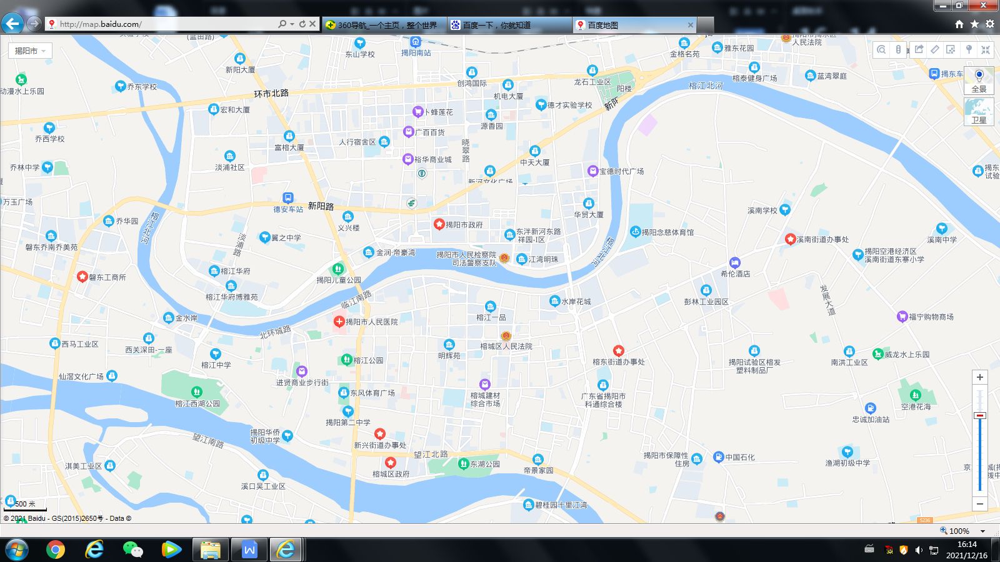 http://map.baidu.com/
360导航_一个主页，整个世界
百度一下，你就知道
百度地图
揭阳市
东山学校
揭阳南站
金格名苑
雅东花园
人民法院
新阳大厦
创鸿国际
龙石工业区
榕泰健身广场
蓝湾翠庭
揭东车
全景
卫星
动漫水上乐园
乔东学校
环市北路
机电大厦
阳楼
榕江北河
宏和大厦
卜蜂莲花
德才实验学校
源香园
乔西学校
广百百货
富榕大厦
人行宿舍区
晓翠路
裕华商业城
中天大厦
淡浦社区
乔林中学
新河文化广场
宝德时代广场
揭东
试验
万玉广场
德安车站
新阳路
乔华园
义兴楼
揭阳市政府
华贸大厦
溪南学校
榕江北河
淡浦路
翼之中学
东泮新河东路
祥园-I区
揭阳念慈体育馆
溪南街道办事处
溪南中学
磐东乔南乔美苑
金润·帝豪湾
揭阳市人民检察院
司法警察支队
江湾明珠
榕江北河
揭阳空港经济区
溪南街道东寨小学
磐东工商所
榕江华府
揭阳儿童公园
希伦酒店
榕江华府博雅苑
临江南路
水岸花城
彭林工业园区
发展大道
金水岸
北环城路
揭阳市人民医院
榕江一品
福宁购物商场
西马工业区
西关深田-一座
榕江中学
榕江公园
明辉苑
榕城区人民法院
榕东街道办事处
揭阳试验区榕发
塑料制品厂
南洪工业区
威龙水上乐园
仙滘文化广场
进贤商业步行街
榕江西湖公园
东风体育广场
榕城建材
综合市场
广东省揭阳市
科通综合楼
空港花海
忠诚加油站
揭阳第二中学
揭阳华侨
初级中学
望江南路
新兴街道办事处
望江北路
淇美工业区
榕城区政府
东湖公园
帝景家园
揭阳市保障性
住房
中国石化
渔湖初级中学
溪口吴工业区
碧桂园十里江湾
500 米
© 2021 Baidu - GS(2015)2650号 - Data ©
S236
100%
16:14
2021/12/16